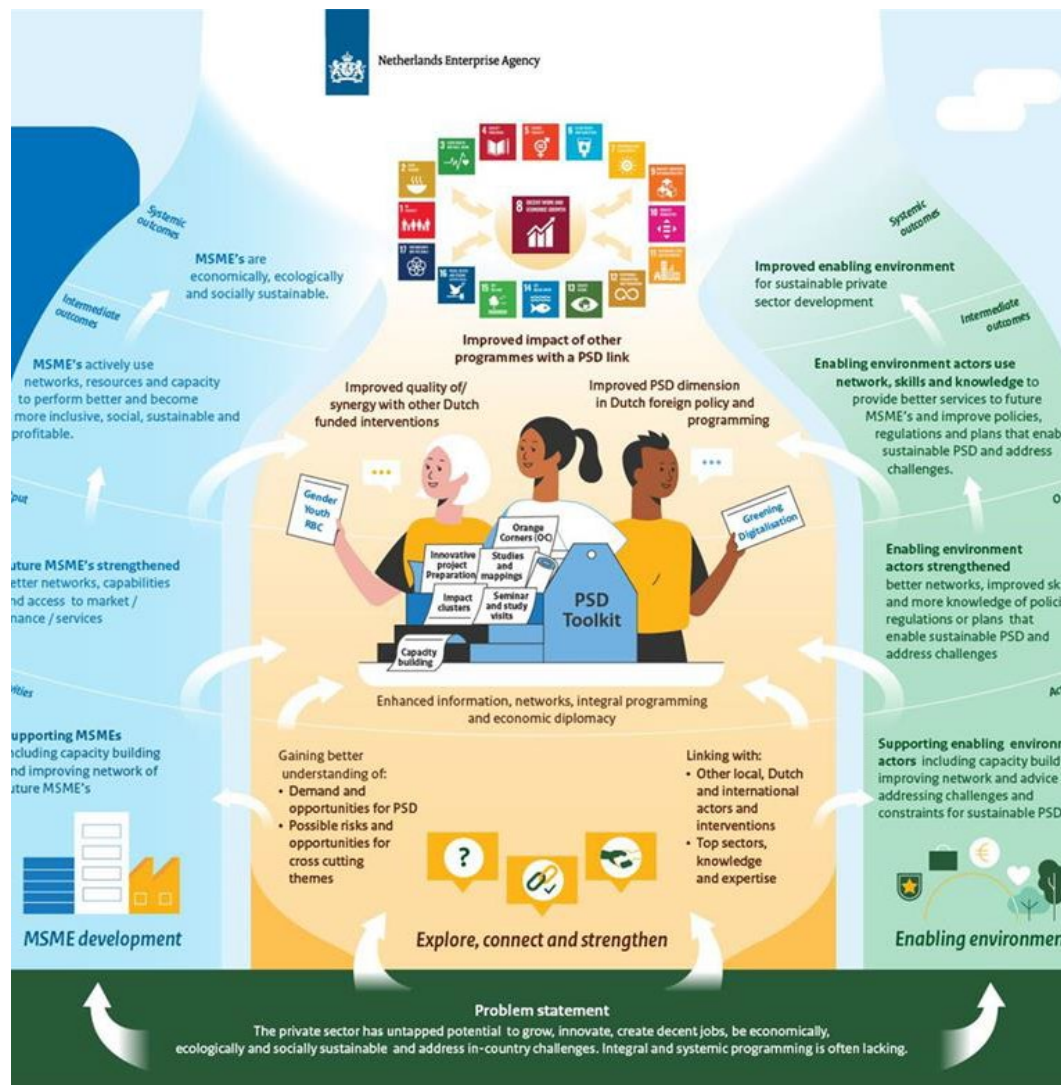 Netherlands Enterprise Agency
8 DECENT WORK AND
ECONOMIC GROWTH
Systemic
outcomes
MSME's are
economically, ecologically
and socially sustainable.
Intermediate
outcomes
MSME's actively use
networks, resources and capacity
to perform better and become
more inclusive, social, sustainable and
profitable.
put
uture MSME's strengthened
etter networks, capabilities
nd access to market /
nance / services
vities
upporting MSMEs
cluding capacity building
nd improving network of
uture MSME's
MSME development
Improved impact of other
programmes with a PSD link
Improved quality of/
synergy with other Dutch
funded interventions
Improved PSD dimension
in Dutch foreign policy and
programming
Gender
Youth
RBC
Greening
Digitalisation
Orange
Corners (OC)
Innovative
project
Preparation
Studies
and
mappings
Impact
clusters
Seminar
and study
visits
Capacity
building
PSD
Toolkit
Enhanced information, networks, integral programming
and economic diplomacy
Gaining better
understanding of:
• Demand and
opportunities for PSD
• Possible risks and
opportunities for
cross cutting
themes
Linking with:
• Other local, Dutch
and international
actors and
interventions
• Top sectors,
knowledge
and expertise
?
Explore, connect and strengthen
Systemic
outcomes
Improved enabling environment
for sustainable private
sector development
Intermediate
outcomes
Enabling environment actors use
network, skills and knowledge to
provide better services to future
MSME's and improve policies,
regulations and plans that enab
sustainable PSD and address
challenges.
O
Enabling environment
actors strengthened
better networks, improved sk
and more knowledge of polici
regulations or plans that
enable sustainable PSD and
address challenges
Ac
Supporting enabling environm
actors including capacity build
improving network and advice
addressing challenges and
constraints for sustainable PSD
€
Enabling environmen
Problem statement
The private sector has untapped potential to grow, innovate, create decent jobs, be economically,
ecologically and socially sustainable and address in-country challenges. Integral and systemic programming is often lacking.